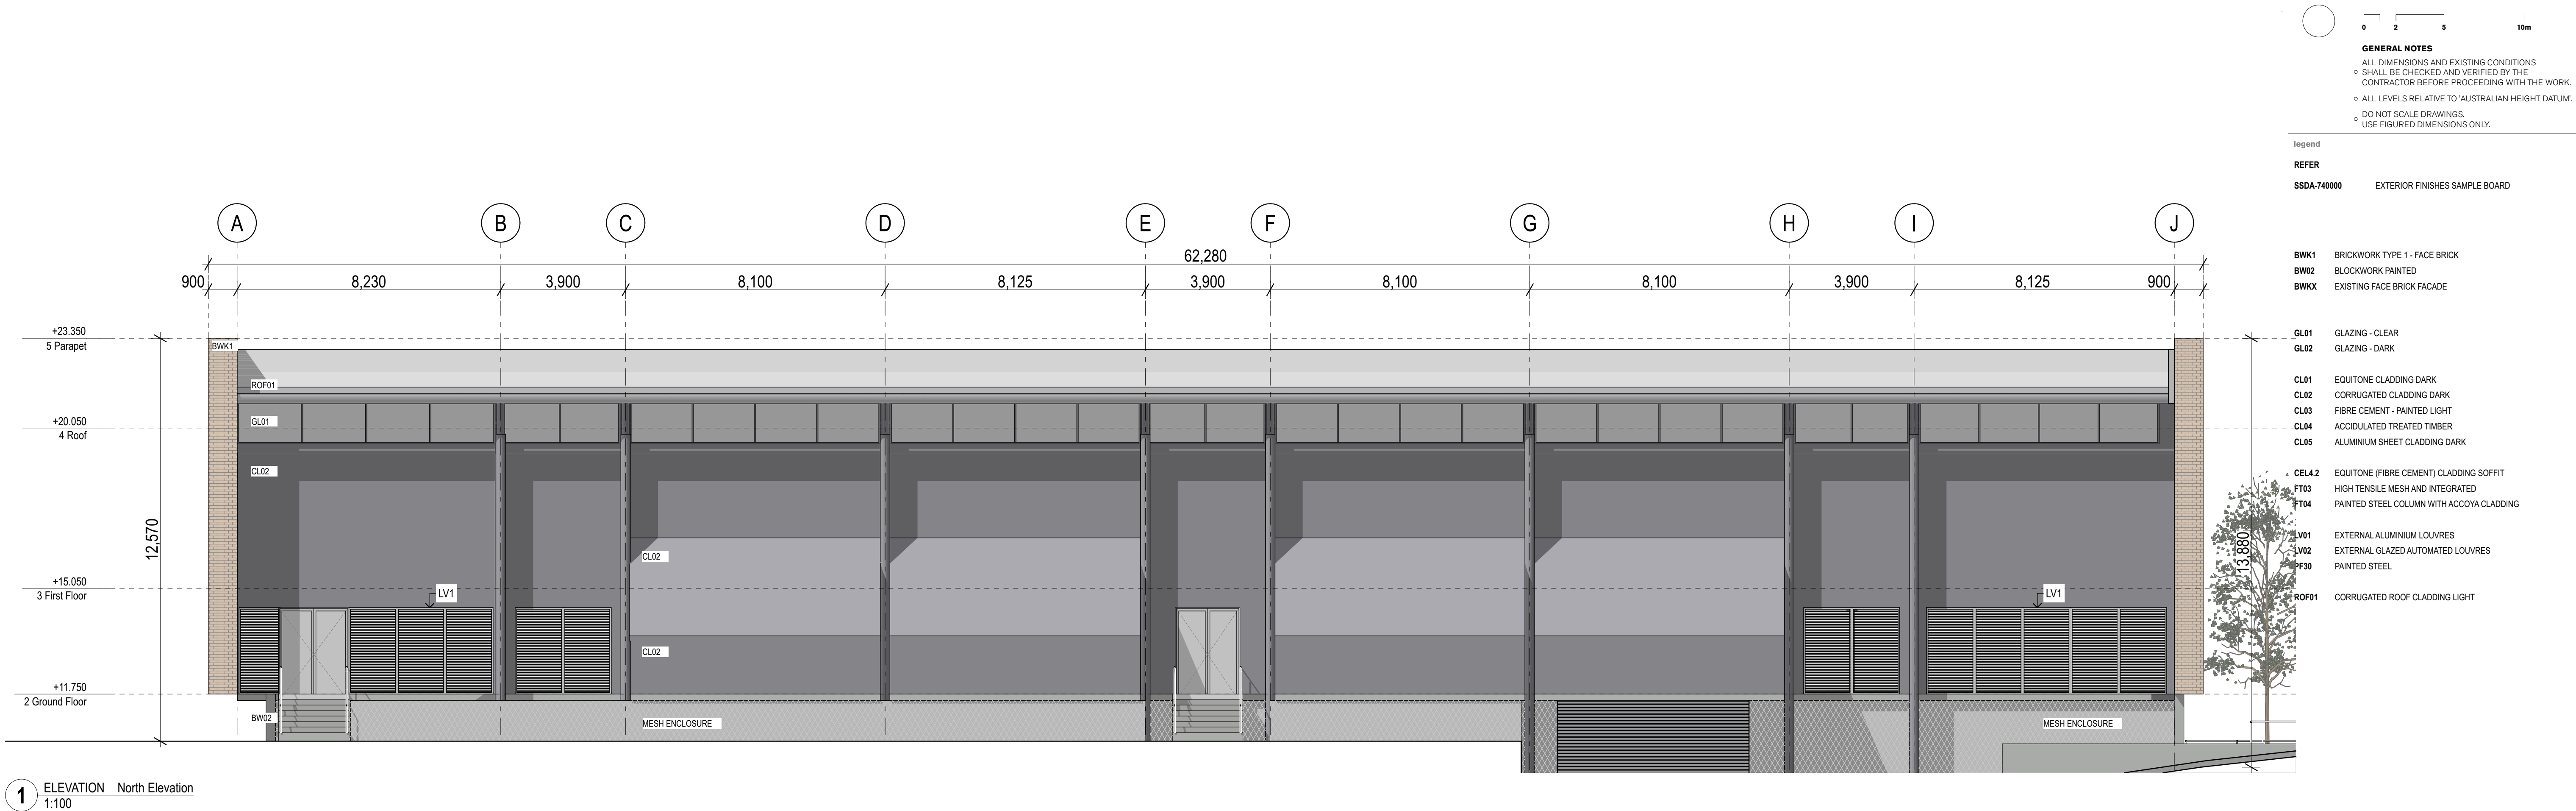 0 2 5 10m
GENERAL NOTES
ALL DIMENSIONS AND EXISTING CONDITIONS
SHALL BE CHECKED AND VERIFIED BY THE
CONTRACTOR BEFORE PROCEEDING WITH THE WORK.
ALL LEVELS RELATIVE TO 'AUSTRALIAN HEIGHT DATUM'.
DO NOT SCALE DRAWINGS.
USE FIGURED DIMENSIONS ONLY.
legend
REFER
SSDA-740000 EXTERIOR FINISHES SAMPLE BOARD
BWK1 BRICKWORK TYPE 1 - FACE BRICK
BW02 BLOCKWORK PAINTED
BWKX EXISTING FACE BRICK FACADE
GL01 GLAZING - CLEAR
GL02 GLAZING - DARK
CL01 EQUITONE CLADDING DARK
CL02 CORRUGATED CLADDING DARK
CL03 FIBRE CEMENT - PAINTED LIGHT
CL04 ACCIDULATED TREATED TIMBER
CL05 ALUMINIUM SHEET CLADDING DARK
CEL4.2 EQUITONE (FIBRE CEMENT) CLADDING SOFFIT
FT03 HIGH TENSILE MESH AND INTEGRATED
FT04 PAINTED STEEL COLUMN WITH ACCOYA CLADDING
LV01 EXTERNAL ALUMINIUM LOUVRES
LV02 EXTERNAL GLAZED AUTOMATED LOUVRES
PF30 PAINTED STEEL
ROF01 CORRUGATED ROOF CLADDING LIGHT
A B C D E F G H I J
62,280
900 8,230 3,900 8,100 8,125 3,900 8,100 8,100 3,900 8,125 900
+23.350
5 Parapet
BWK1
ROF01
+20.050
4 Roof
GL01
CL02
12,570
13,880
CL02
+15.050
3 First Floor
LV1
LV1
CL02
+11.750
2 Ground Floor
BW02
MESH ENCLOSURE
MESH ENCLOSURE
1 ELEVATION North Elevation
1:100